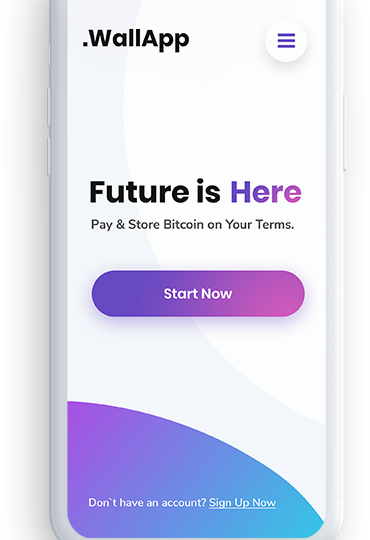 .WallApp
Future is Here
Pay & Store Bitcoin on Your Terms.
Start Now
Don`t have an account? Sign Up Now